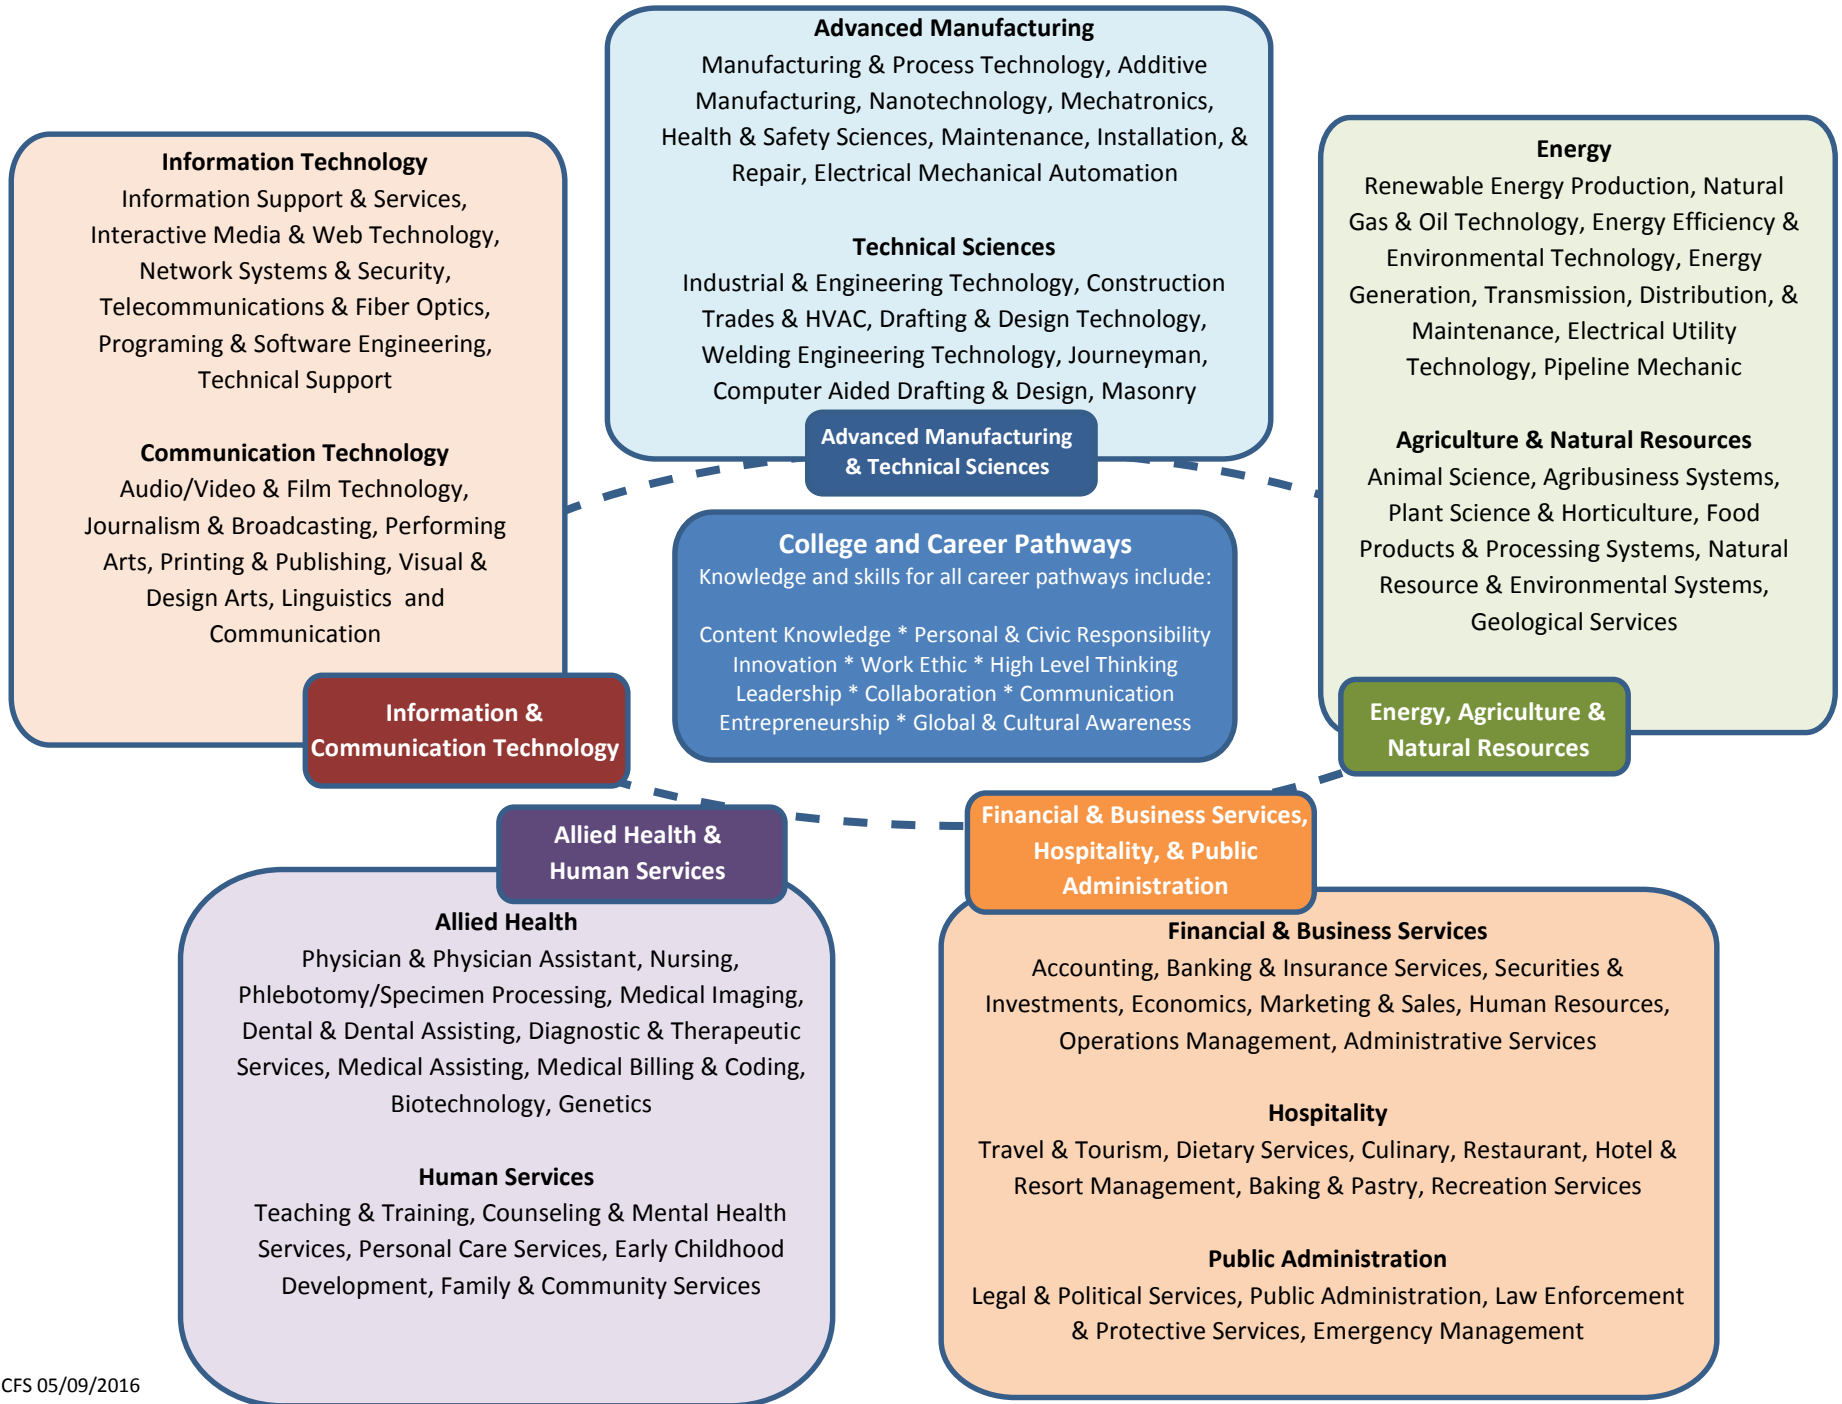 Advanced Manufacturing
Manufacturing & Process Technology, Additive
Manufacturing, Nanotechnology, Mechatronics,
Health & Safety Sciences, Maintenance, Installation, &
Repair, Electrical Mechanical Automation
Technical Sciences
Industrial & Engineering Technology, Construction
Trades & HVAC, Drafting & Design Technology,
Welding Engineering Technology, Journeyman,
Computer Aided Drafting & Design, Masonry
Advanced Manufacturing
& Technical Sciences
Information Technology
Information Support & Services,
Interactive Media & Web Technology,
Network Systems & Security,
Telecommunications & Fiber Optics,
Programing & Software Engineering,
Technical Support
Communication Technology
Audio/Video & Film Technology,
Journalism & Broadcasting, Performing
Arts, Printing & Publishing, Visual &
Design Arts, Linguistics and
Communication
Information &
Communication Technology
College and Career Pathways
Knowledge and skills for all career pathways include:
Content Knowledge * Personal & Civic Responsibility
Innovation * Work Ethic * High Level Thinking
Leadership * Collaboration * Communication
Entrepreneurship * Global & Cultural Awareness
Energy
Renewable Energy Production, Natural
Gas & Oil Technology, Energy Efficiency &
Environmental Technology, Energy
Generation, Transmission, Distribution, &
Maintenance, Electrical Utility
Technology, Pipeline Mechanic
Agriculture & Natural Resources
Animal Science, Agribusiness Systems,
Plant Science & Horticulture, Food
Products & Processing Systems, Natural
Resource & Environmental Systems,
Geological Services
Energy, Agriculture &
Natural Resources
Allied Health &
Human Services
Allied Health
Physician & Physician Assistant, Nursing,
Phlebotomy/Specimen Processing, Medical Imaging,
Dental & Dental Assisting, Diagnostic & Therapeutic
Services, Medical Assisting, Medical Billing & Coding,
Biotechnology, Genetics
Human Services
Teaching & Training, Counseling & Mental Health
Services, Personal Care Services, Early Childhood
Development, Family & Community Services
Financial & Business Services,
Hospitality, & Public
Administration
Financial & Business Services
Accounting, Banking & Insurance Services, Securities &
Investments, Economics, Marketing & Sales, Human Resources,
Operations Management, Administrative Services
Hospitality
Travel & Tourism, Dietary Services, Culinary, Restaurant, Hotel &
Resort Management, Baking & Pastry, Recreation Services
Public Administration
Legal & Political Services, Public Administration, Law Enforcement
& Protective Services, Emergency Management
CFS 05/09/2016